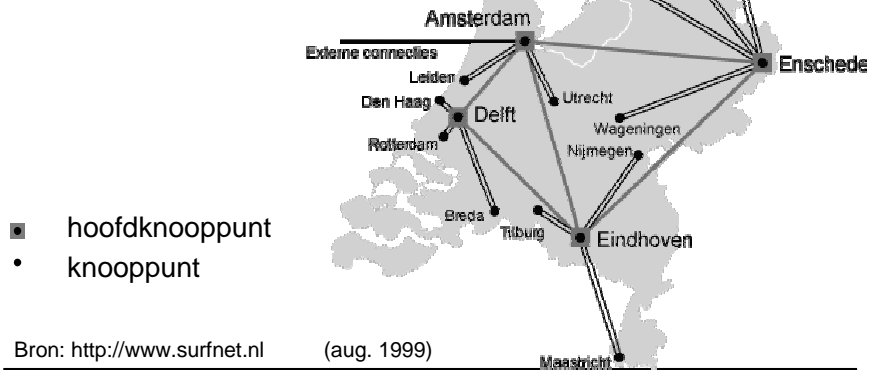 Amsterdam
Externe connecties
Enschede
Leiden
Den Haag
Utrecht
Delft
Wageningen
Rotterdam
Nijmegen
Breda
Tilburg
Eindhoven
hoofdknooppunt
knooppunt
Bron: http://www.surfnet.nl (aug. 1999)
Maastricht